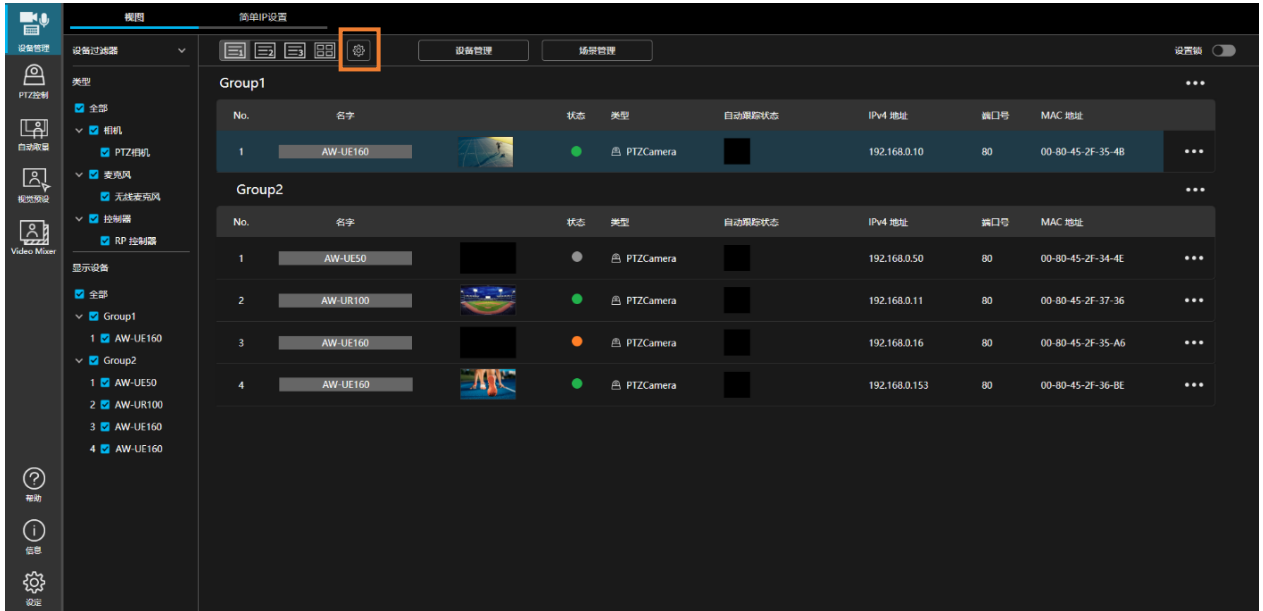 视图 简单IP设置
设备管理
PTZ控制
自动取景
视觉预设
Video Mixer
帮助
信息
设定
设备过滤器
类型
全部
相机
PTZ相机
麦克风
无线麦克风
控制器
RP 控制器
显示设备
全部
Group1
1 AW-UE160
Group2
1 AW-UE50
2 AW-UR100
3 AW-UE160
4 AW-UE160
1 2 3 设备管理 场景管理 设置锁
Group1
No. 名字 状态 类型 自动跟踪状态 IPv4 地址 端口号 MAC 地址
1 AW-UE160 PTZCamera 192.168.0.10 80 00-80-45-2F-35-4B
Group2
No. 名字 状态 类型 自动跟踪状态 IPv4 地址 端口号 MAC 地址
1 AW-UE50 PTZCamera 192.168.0.50 80 00-80-45-2F-34-4E
2 AW-UR100 PTZCamera 192.168.0.11 80 00-80-45-2F-37-36
3 AW-UE160 PTZCamera 192.168.0.16 80 00-80-45-2F-35-A6
4 AW-UE160 PTZCamera 192.168.0.153 80 00-80-45-2F-36-BE